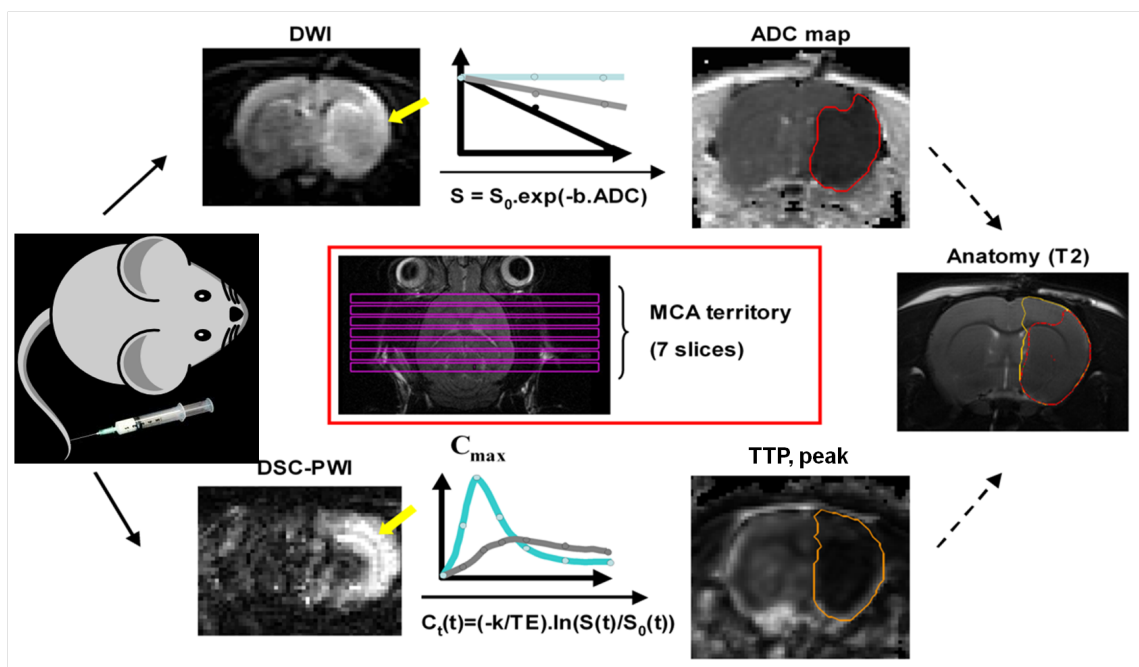 DWI
ADC map
S = S₀.exp(-b.ADC)
Anatomy (T2)
MCA territory
(7 slices)
DSC-PWI
Cmax
TTP, peak
Cₜ(t)=(-k/TE).ln(S(t)/S₀(t))